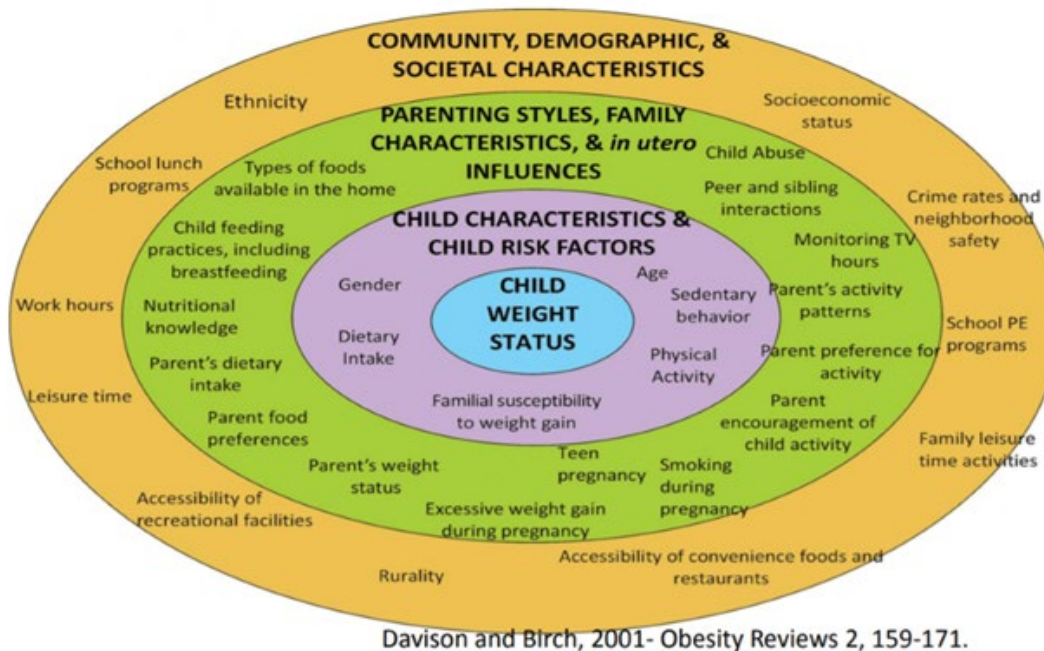 COMMUNITY, DEMOGRAPHIC, &
SOCIETAL CHARACTERISTICS
Ethnicity
Socioeconomic
status
School lunch
programs
Crime rates and
neighborhood
safety
Work hours
School PE
programs
Leisure time
Family leisure
time activities
Accessibility of
recreational facilities
Rurality
Accessibility of convenience foods and
restaurants
PARENTING STYLES, FAMILY
CHARACTERISTICS, & in utero
INFLUENCES
Types of foods
available in the home
Child Abuse
Peer and sibling
interactions
Child feeding
practices, including
breastfeeding
Monitoring TV
hours
Nutritional
knowledge
Parent's activity
patterns
Parent's dietary
intake
Parent preference for
activity
Parent food
preferences
Parent
encouragement of
child activity
Parent's weight
status
Teen
pregnancy
Smoking
during
pregnancy
Excessive weight gain
during pregnancy
CHILD CHARACTERISTICS &
CHILD RISK FACTORS
Gender
Age
Sedentary
behavior
Dietary
Intake
Physical
Activity
Familial susceptibility
to weight gain
CHILD
WEIGHT
STATUS
Davison and Birch, 2001- Obesity Reviews 2, 159-171.